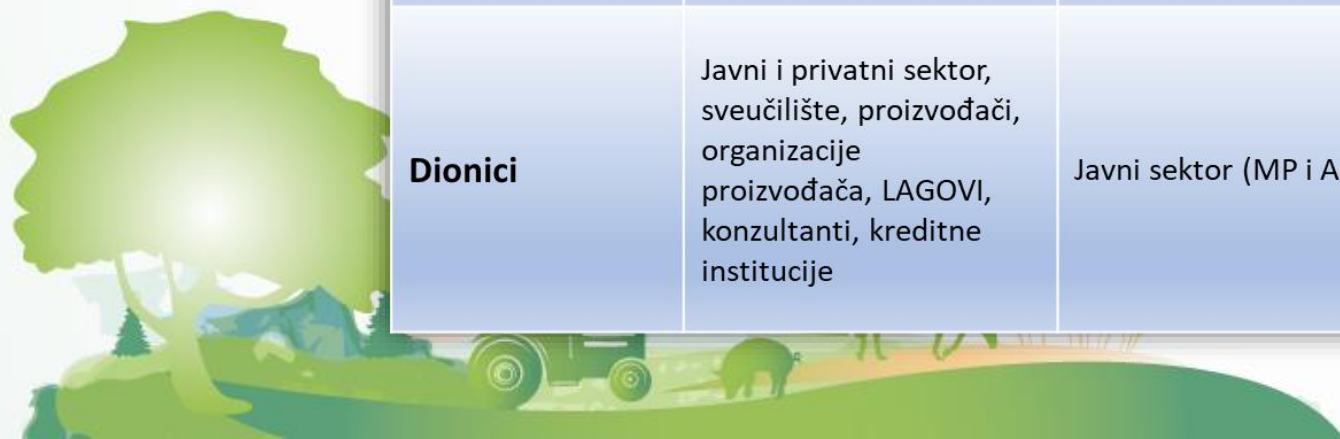 Dionici
Javni i privatni sektor,
sveučilište, proizvođači,
organizacije
proizvođača, LAGOVI,
konzultanti, kreditne
institucije
Javni sektor (MP i A